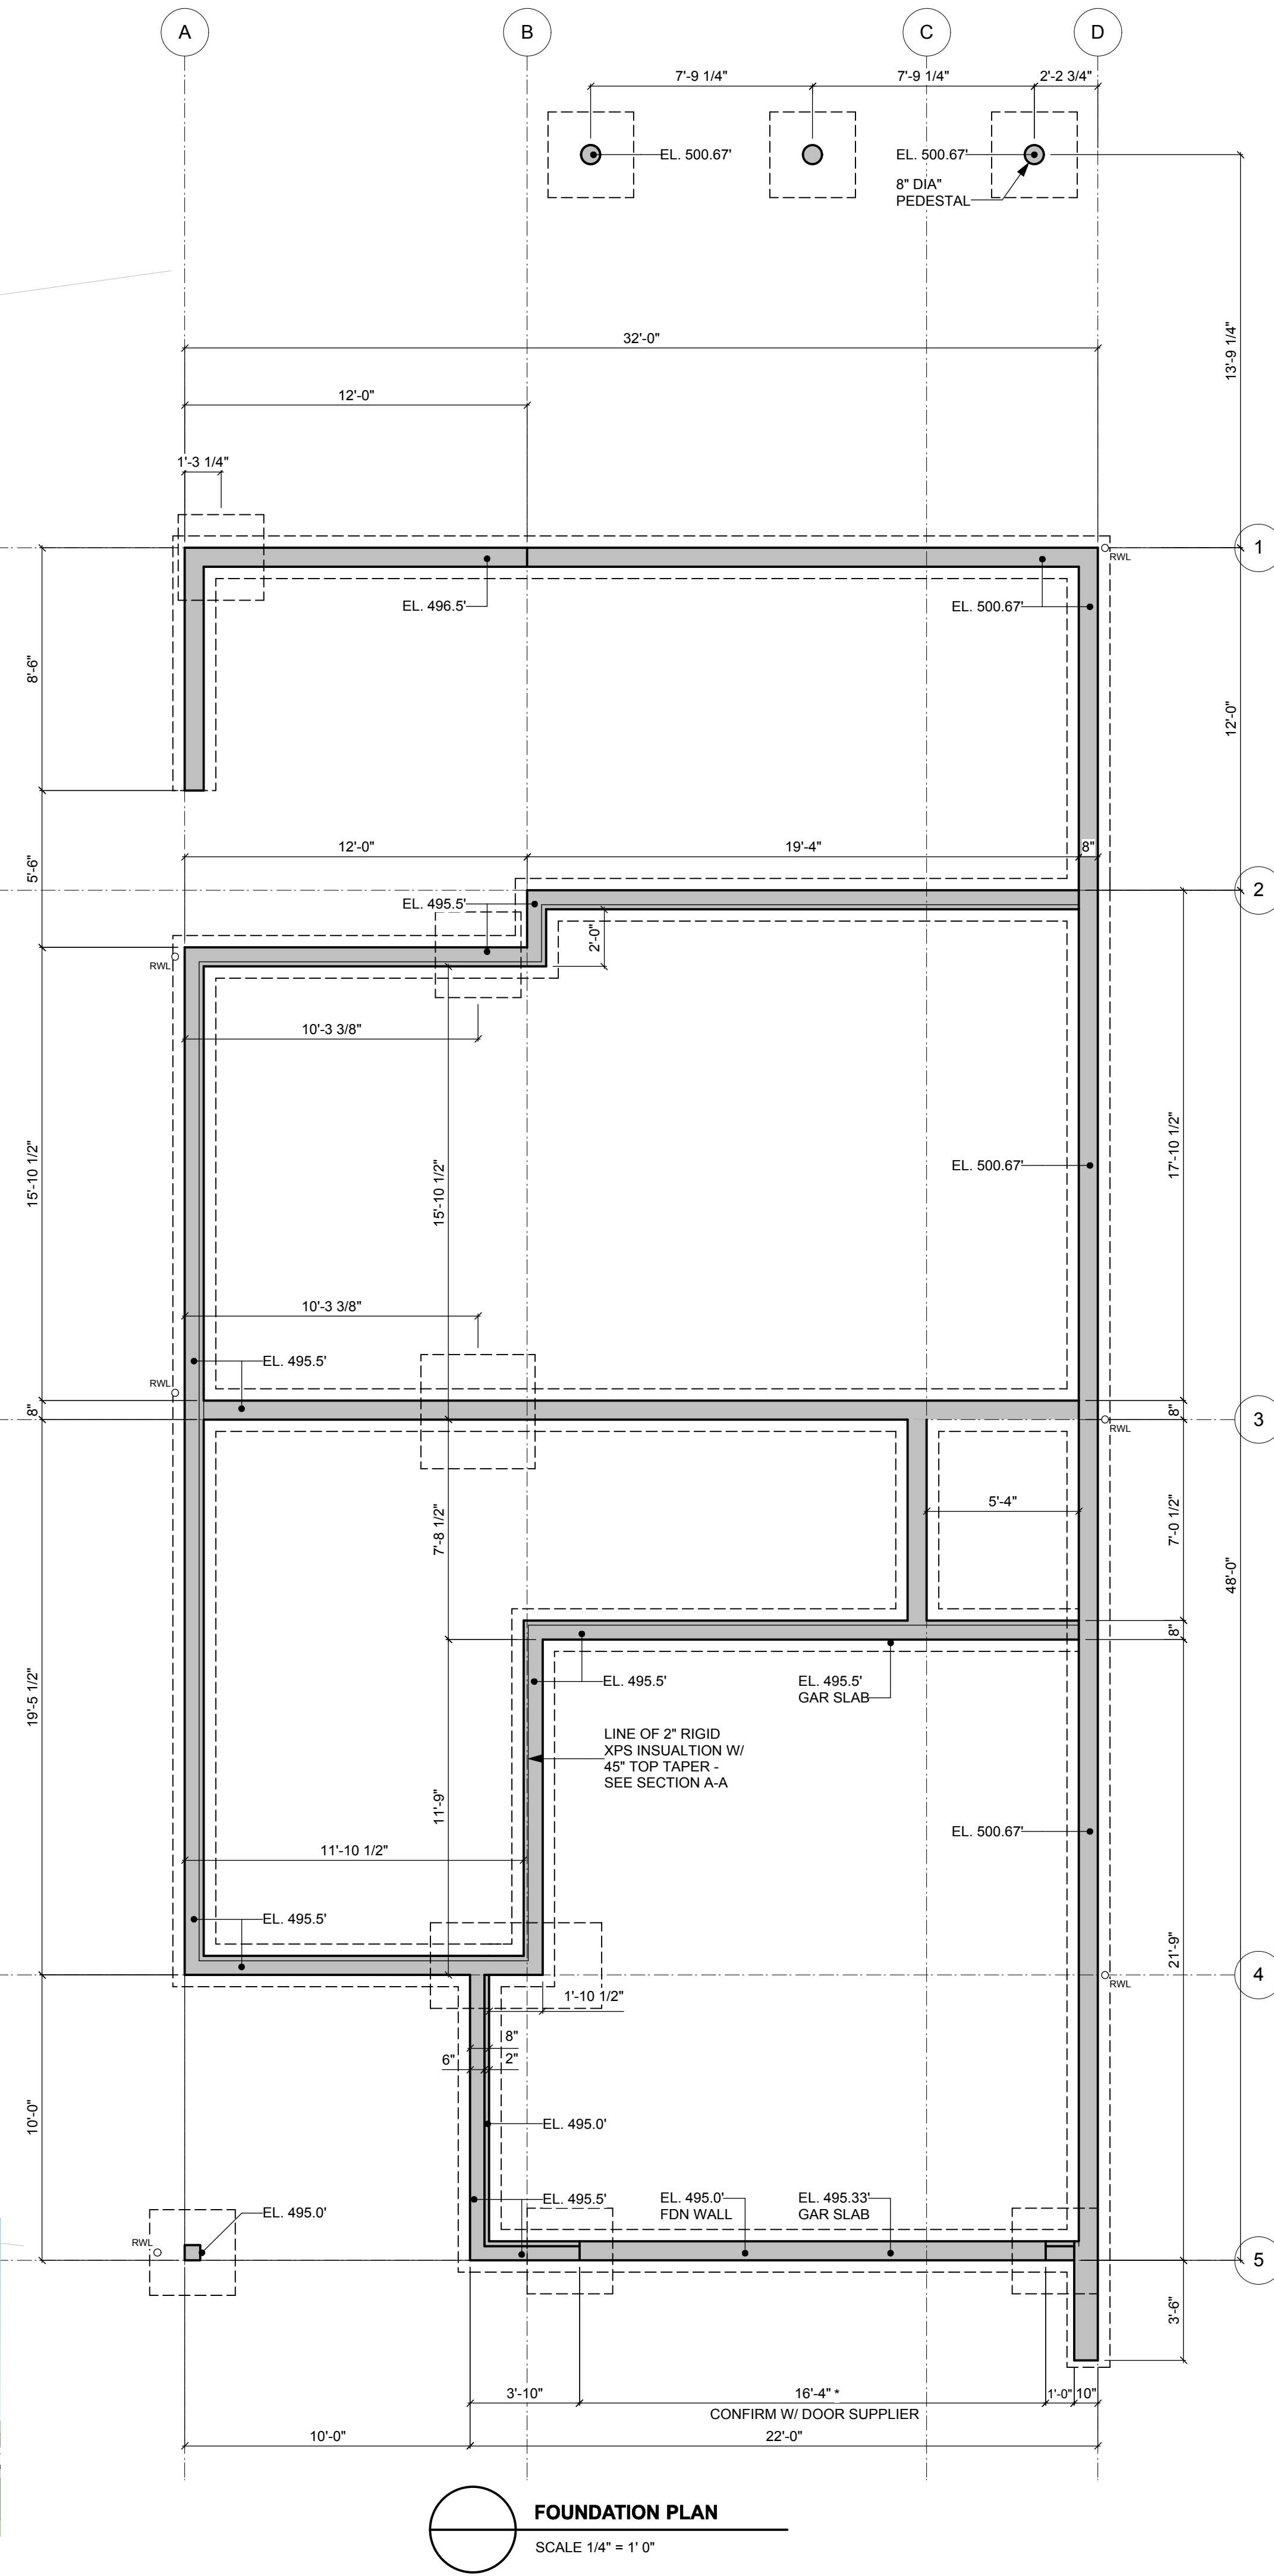 A
B
C
D
7'-9 1/4"
7'-9 1/4"
2'-2 3/4"
EL. 500.67'
EL. 500.67'
8" DIA"
PEDESTAL
13'-9 1/4"
32'-0"
12'-0"
1'-3 1/4"
1
RWL
EL. 496.5'
EL. 500.67'
8'-6"
12'-0"
5'-6"
12'-0"
19'-4"
8"
2
EL. 495.5'
2'-0"
RWL
10'-3 3/8"
15'-10 1/2"
15'-10 1/2"
EL. 500.67'
17'-10 1/2"
10'-3 3/8"
EL. 495.5'
RWL
8"
8"
3
RWL
5'-4"
7'-8 1/2"
7'-0 1/2"
48'-0"
8"
19'-5 1/2"
EL. 495.5'
EL. 495.5'
GAR SLAB
LINE OF 2" RIGID
XPS INSUALTION W/
45" TOP TAPER -
SEE SECTION A-A
11'-9"
EL. 500.67'
11'-10 1/2"
EL. 495.5'
21'-9"
4
RWL
1'-10 1/2"
8"
6"
2"
10'-0"
EL. 495.0'
EL. 495.5'
EL. 495.0'
FDN WALL
EL. 495.33'
GAR SLAB
EL. 495.0'
RWL
5
3'-6"
3'-10"
16'-4" *
1'-0"
10"
CONFIRM W/ DOOR SUPPLIER
10'-0"
22'-0"
FOUNDATION PLAN
SCALE 1/4" = 1' 0"